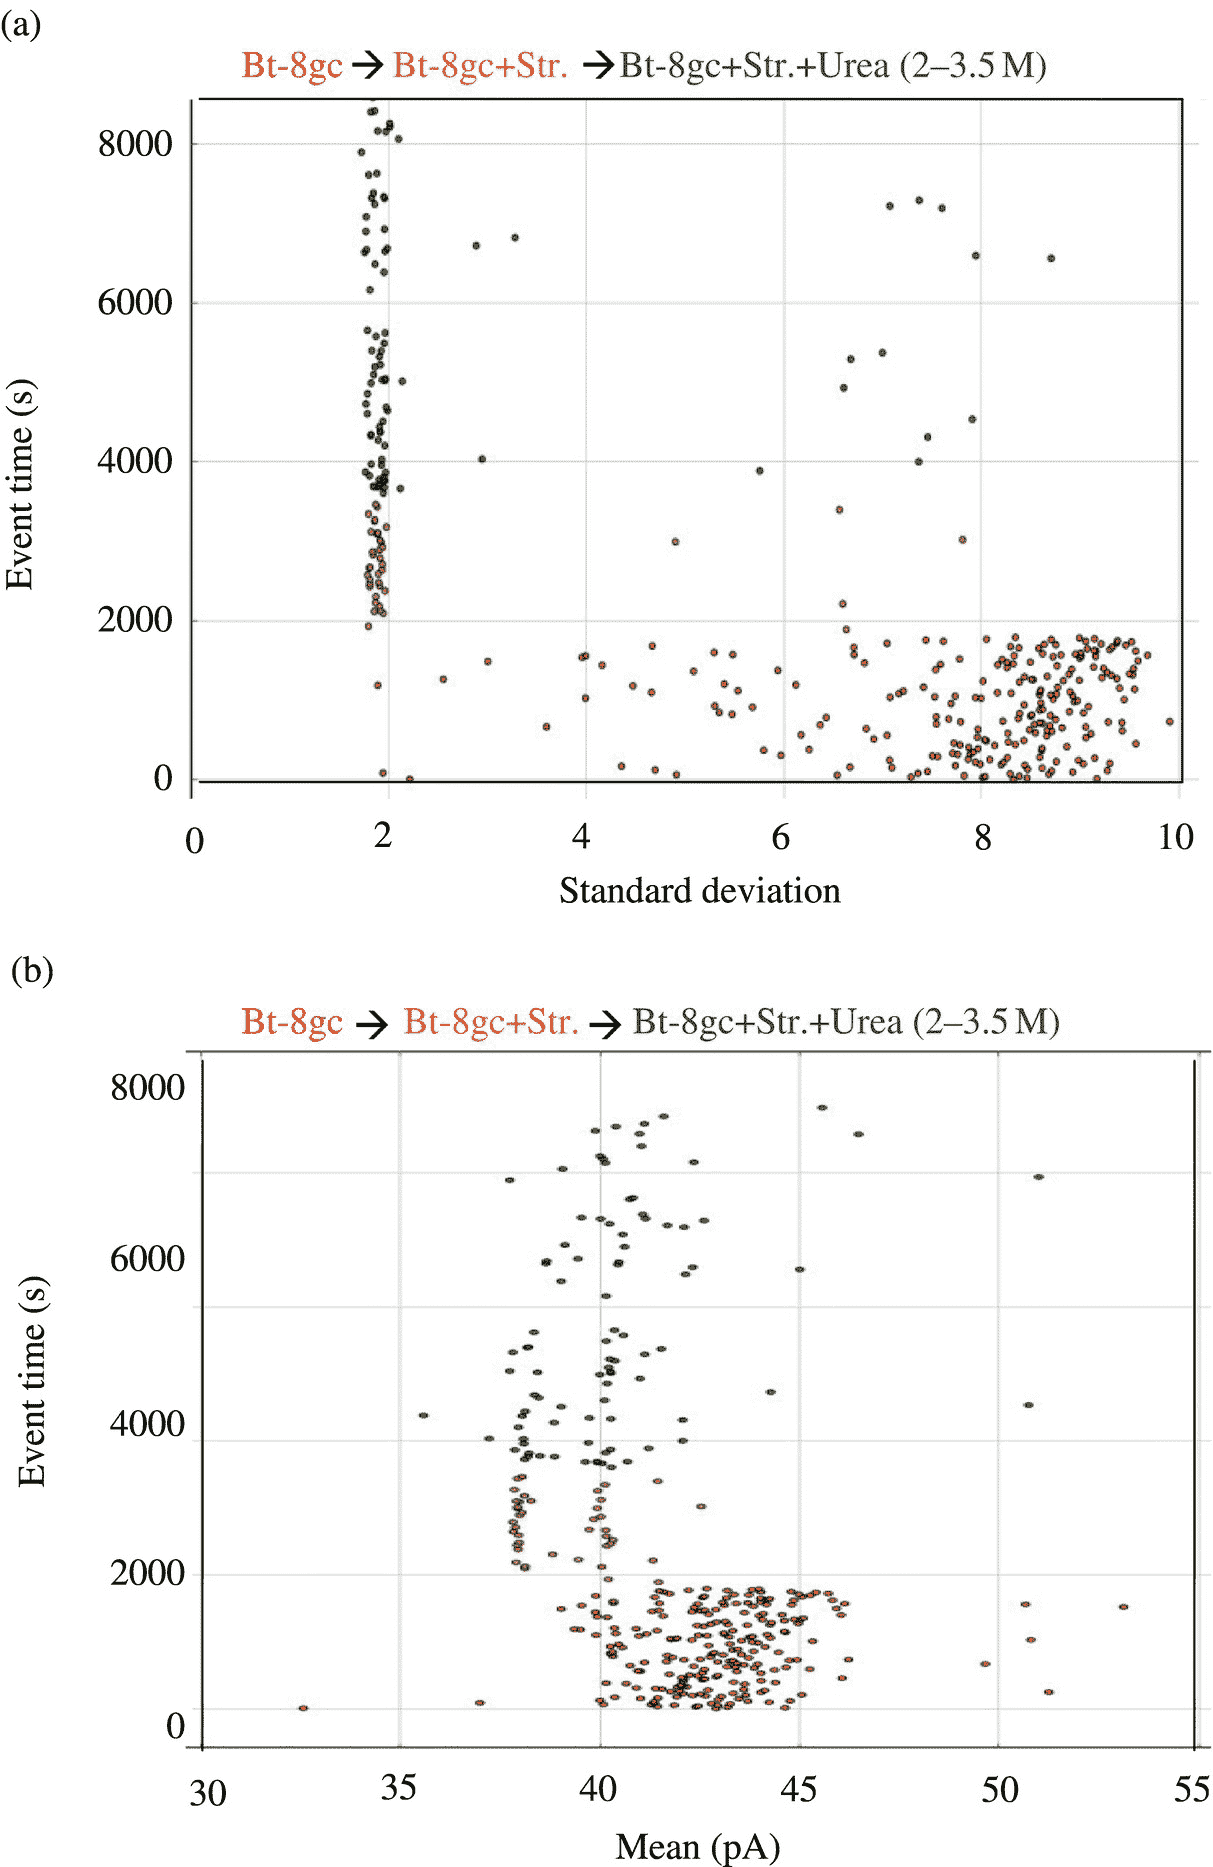 (a)
Bt-8gc → Bt-8gc+Str. → Bt-8gc+Str.+Urea (2–3.5 M)
8000
6000
4000
2000
0
Event time (s)
0 2 4 6 8 10
Standard deviation
(b)
Bt-8gc → Bt-8gc+Str. → Bt-8gc+Str.+Urea (2–3.5 M)
8000
6000
4000
2000
0
Event time (s)
30 35 40 45 50 55
Mean (pA)